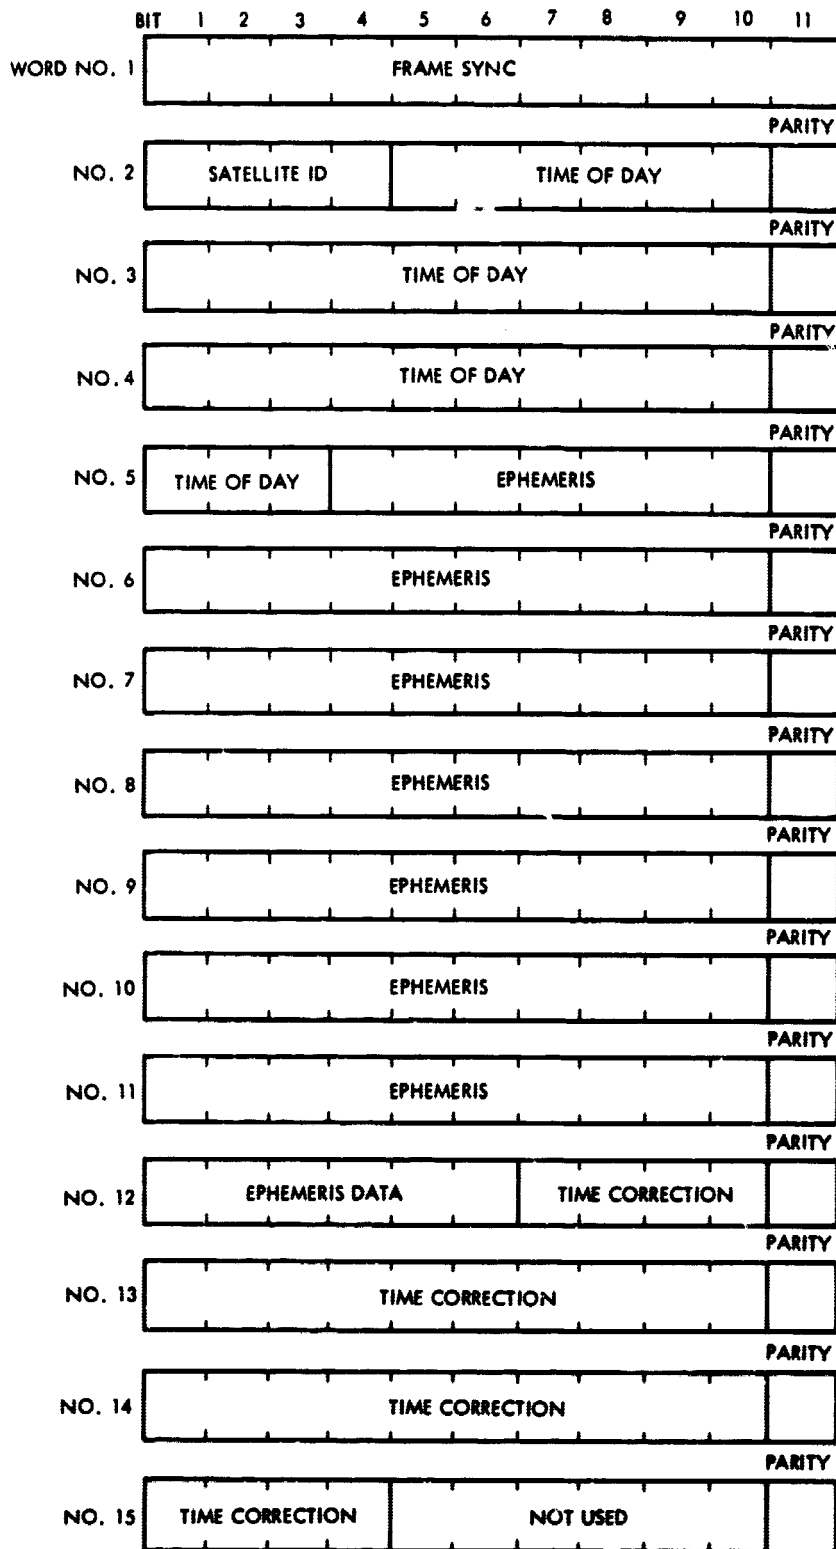 BIT 1 2 3 4 5 6 7 8 9 10 11
WORD NO. 1 FRAME SYNC
PARITY
NO. 2 SATELLITE ID TIME OF DAY
PARITY
NO. 3 TIME OF DAY
PARITY
NO. 4 TIME OF DAY
PARITY
NO. 5 TIME OF DAY EPHEMERIS
PARITY
NO. 6 EPHEMERIS
PARITY
NO. 7 EPHEMERIS
PARITY
NO. 8 EPHEMERIS
PARITY
NO. 9 EPHEMERIS
PARITY
NO. 10 EPHEMERIS
PARITY
NO. 11 EPHEMERIS
PARITY
NO. 12 EPHEMERIS DATA TIME CORRECTION
PARITY
NO. 13 TIME CORRECTION
PARITY
NO. 14 TIME CORRECTION
PARITY
NO. 15 TIME CORRECTION NOT USED